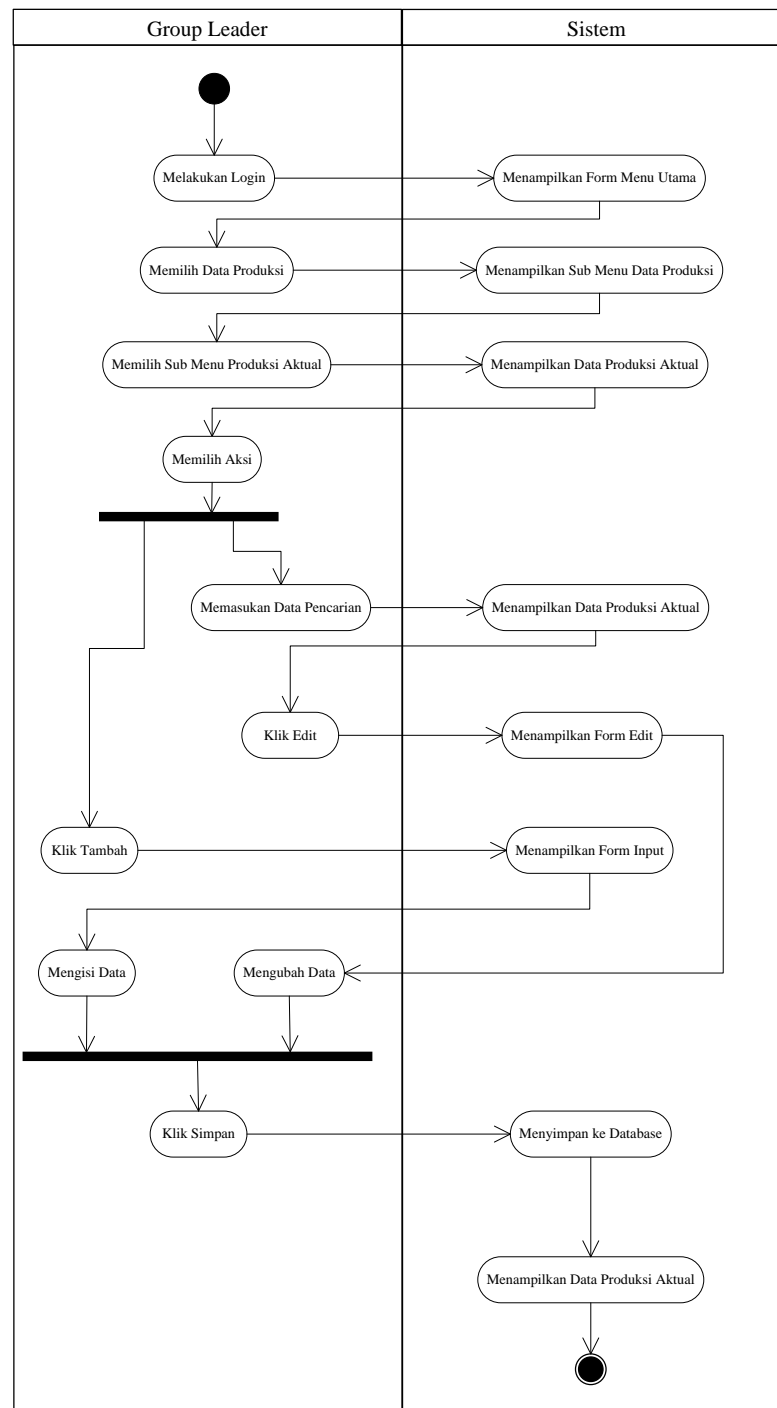 Group Leader
Sistem
Melakukan Login
Menampilkan Form Menu Utama
Memilih Data Produksi
Menampilkan Sub Menu Data Produksi
Memilih Sub Menu Produksi Aktual
Menampilkan Data Produksi Aktual
Memilih Aksi
Memasukan Data Pencarian
Menampilkan Data Produksi Aktual
Klik Edit
Menampilkan Form Edit
Klik Tambah
Menampilkan Form Input
Mengisi Data
Mengubah Data
Klik Simpan
Menyimpan ke Database
Menampilkan Data Produksi Aktual